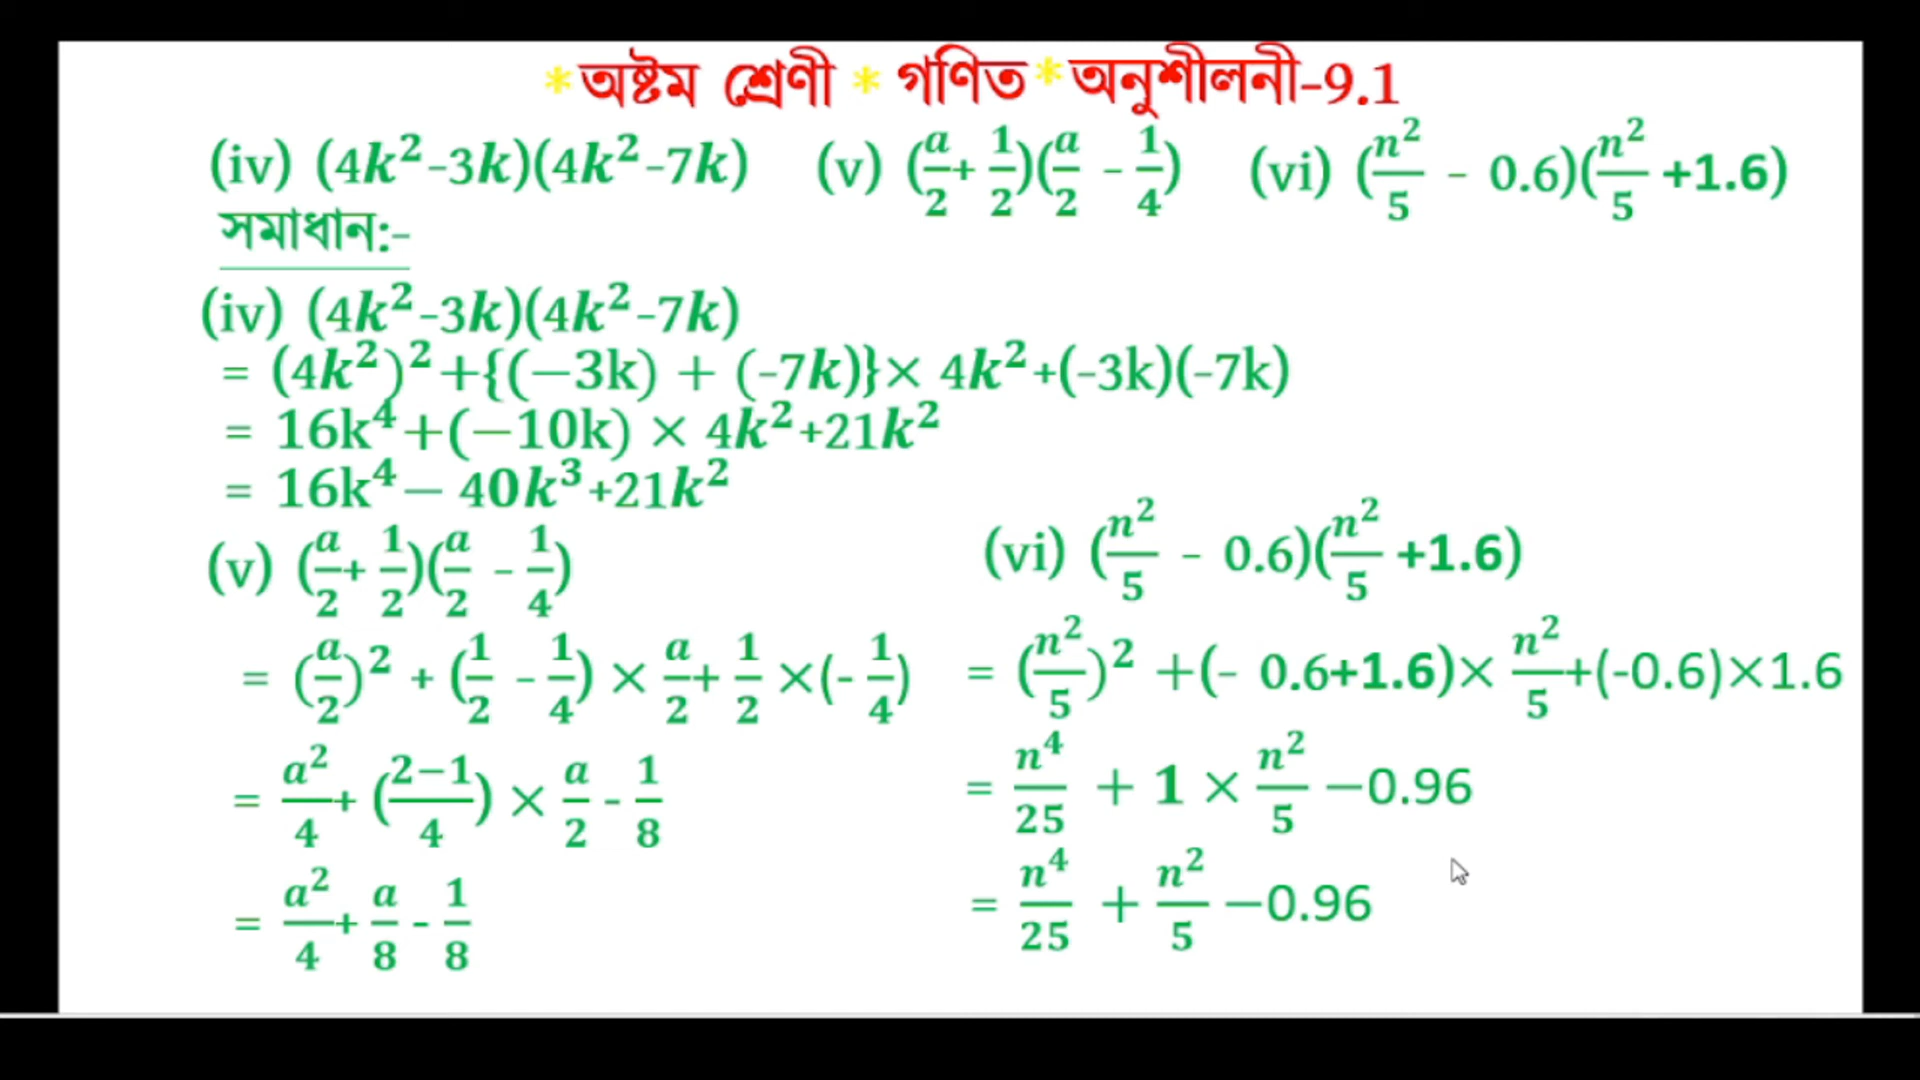 *অষ্টম শ্রেণী * গণিত *অনুশীলনী-9.1
(iv) (4k²-3k)(4k²-7k) (v) (a/2+ 1/2)(a/2 - 1/4) (vi) (n²/5 - 0.6)(n²/5 +1.6)
সমাধান:-
(iv) (4k²-3k)(4k²-7k)
= (4k²)²+{(−3k) + (-7k)}× 4k²+(-3k)(-7k)
= 16k⁴+(−10k) × 4k²+21k²
= 16k⁴− 40k³+21k²
(v) (a/2+ 1/2)(a/2 - 1/4)
= (a/2)² + (1/2 - 1/4) × a/2+ 1/2 ×(- 1/4)
= a²/4+ (2−1/4) × a/2 - 1/8
= a²/4+ a/8 - 1/8
(vi) (n²/5 - 0.6)(n²/5 +1.6)
= (n²/5)² +(- 0.6+1.6)× n²/5+(-0.6)×1.6
= n⁴/25 + 1 × n²/5 −0.96
= n⁴/25 + n²/5 −0.96